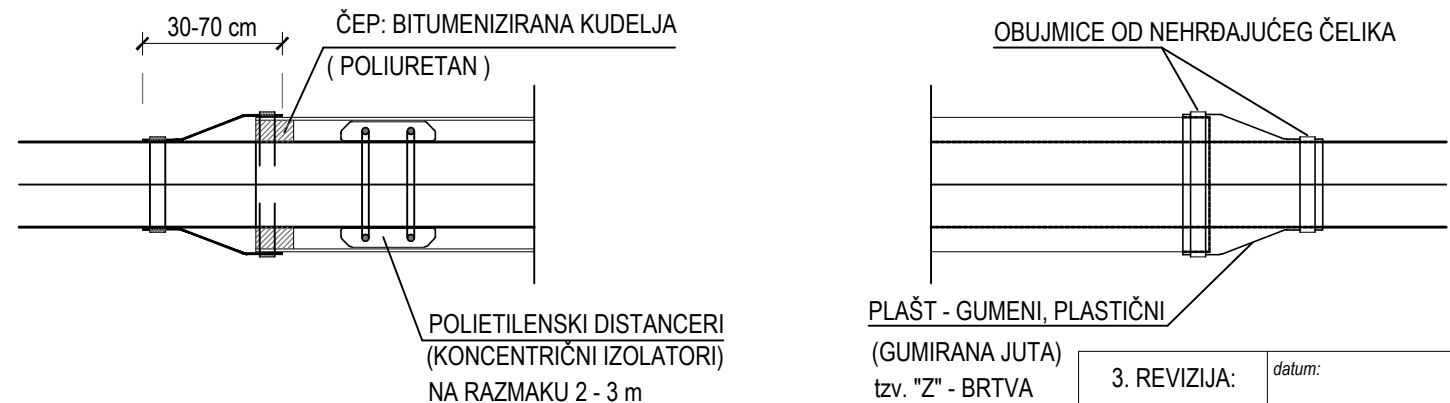 30-70 cm
ČEP: BITUMENIZIRANA KUDELJA
( POLIURETAN )
POLIETILENSKI DISTANCERI
(KONCENTRIČNI IZOLATORI)
NA RAZMAKU 2 - 3 m
OBUJMICE OD NEHRĐAJUĆEG ČELIKA
PLAŠT - GUMENI, PLASTIČNI
(GUMIRANA JUTA)
tzv. "Z" - BRTVA
3. REVIZIJA:
datum: